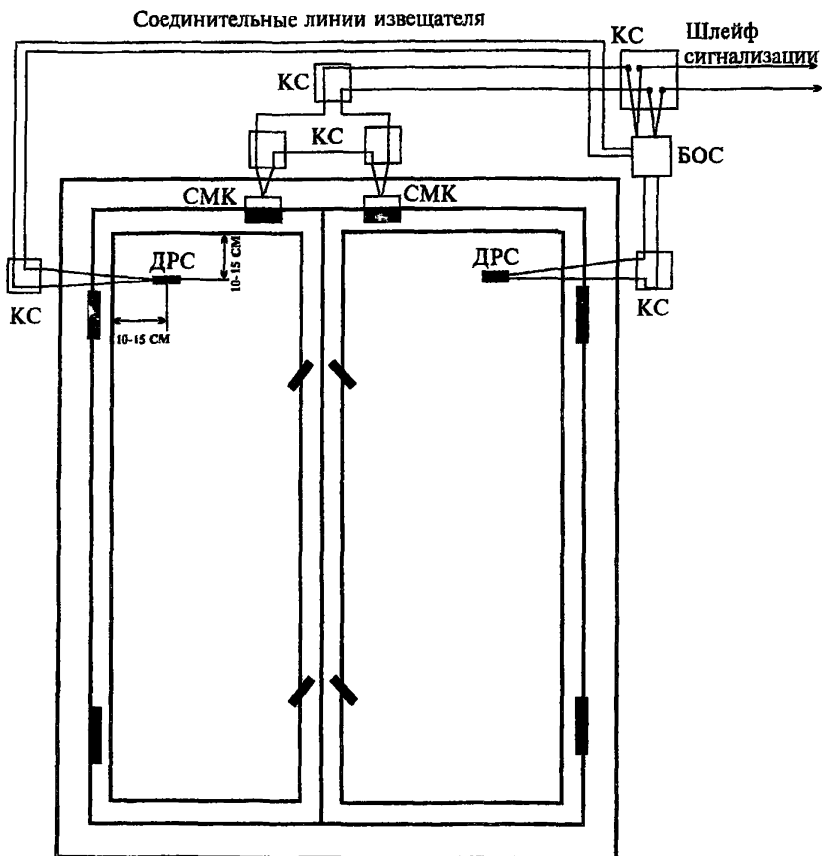 Соединительные линии извещателя
КС
Шлейф
сигнализации
КС
КС
БОС
СМК
СМК
ДРС
10-15 СМ
ДРС
КС
КС
10-15 СМ